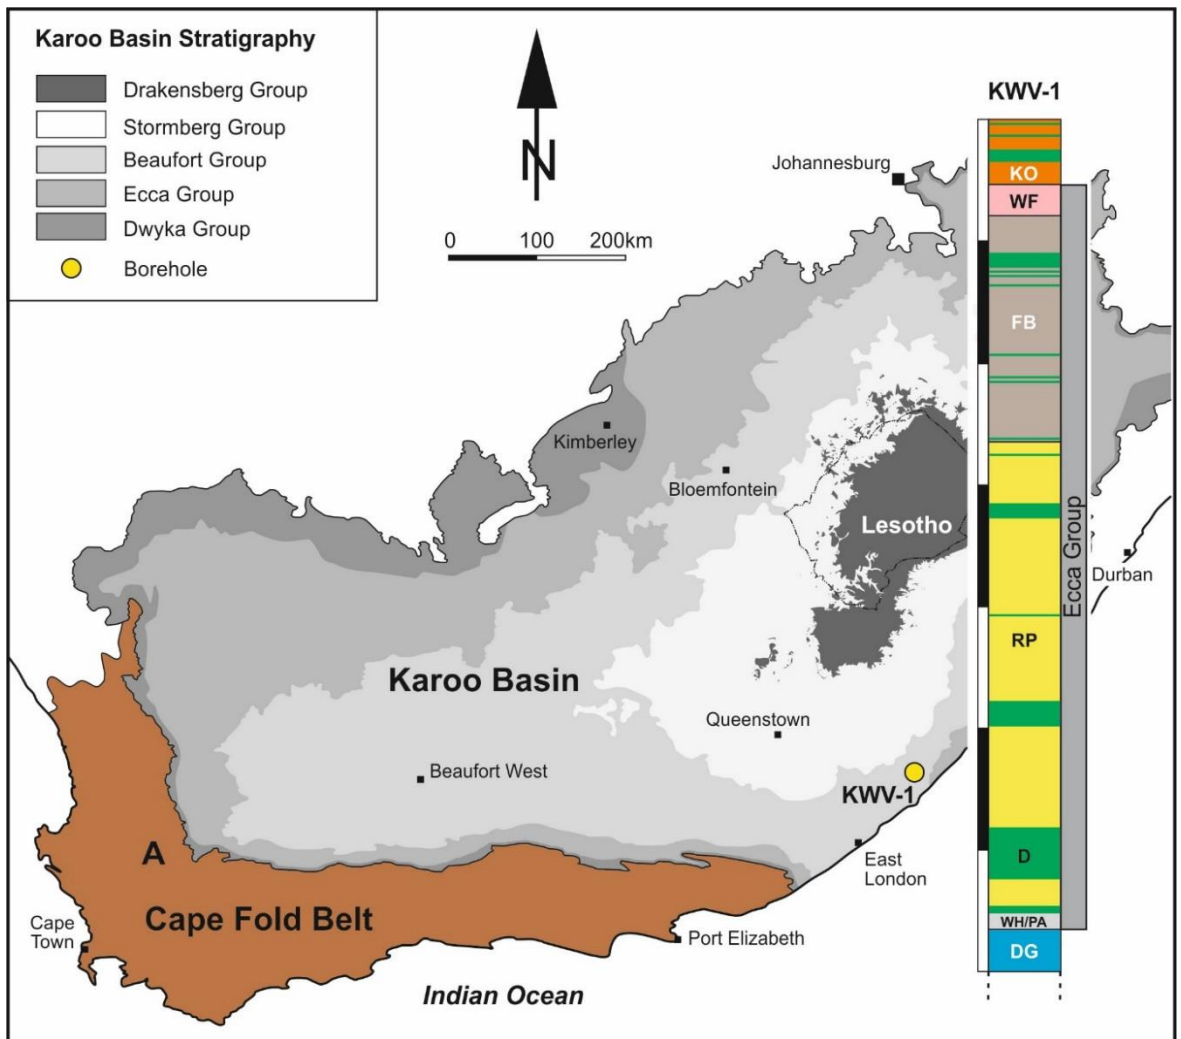 Karoo Basin Stratigraphy
Drakensberg Group
Stormberg Group
Beaufort Group
Ecca Group
Dwyka Group
Borehole
N
0 100 200km
Johannesburg
Kimberley
Bloemfontein
Lesotho
Durban
Karoo Basin
Queenstown
Beaufort West
KWV-1
East
London
A
Cape Fold Belt
Cape
Town
Port Elizabeth
Indian Ocean
KWV-1
KO
WF
FB
RP
D
WH/PA
DG
Ecca Group